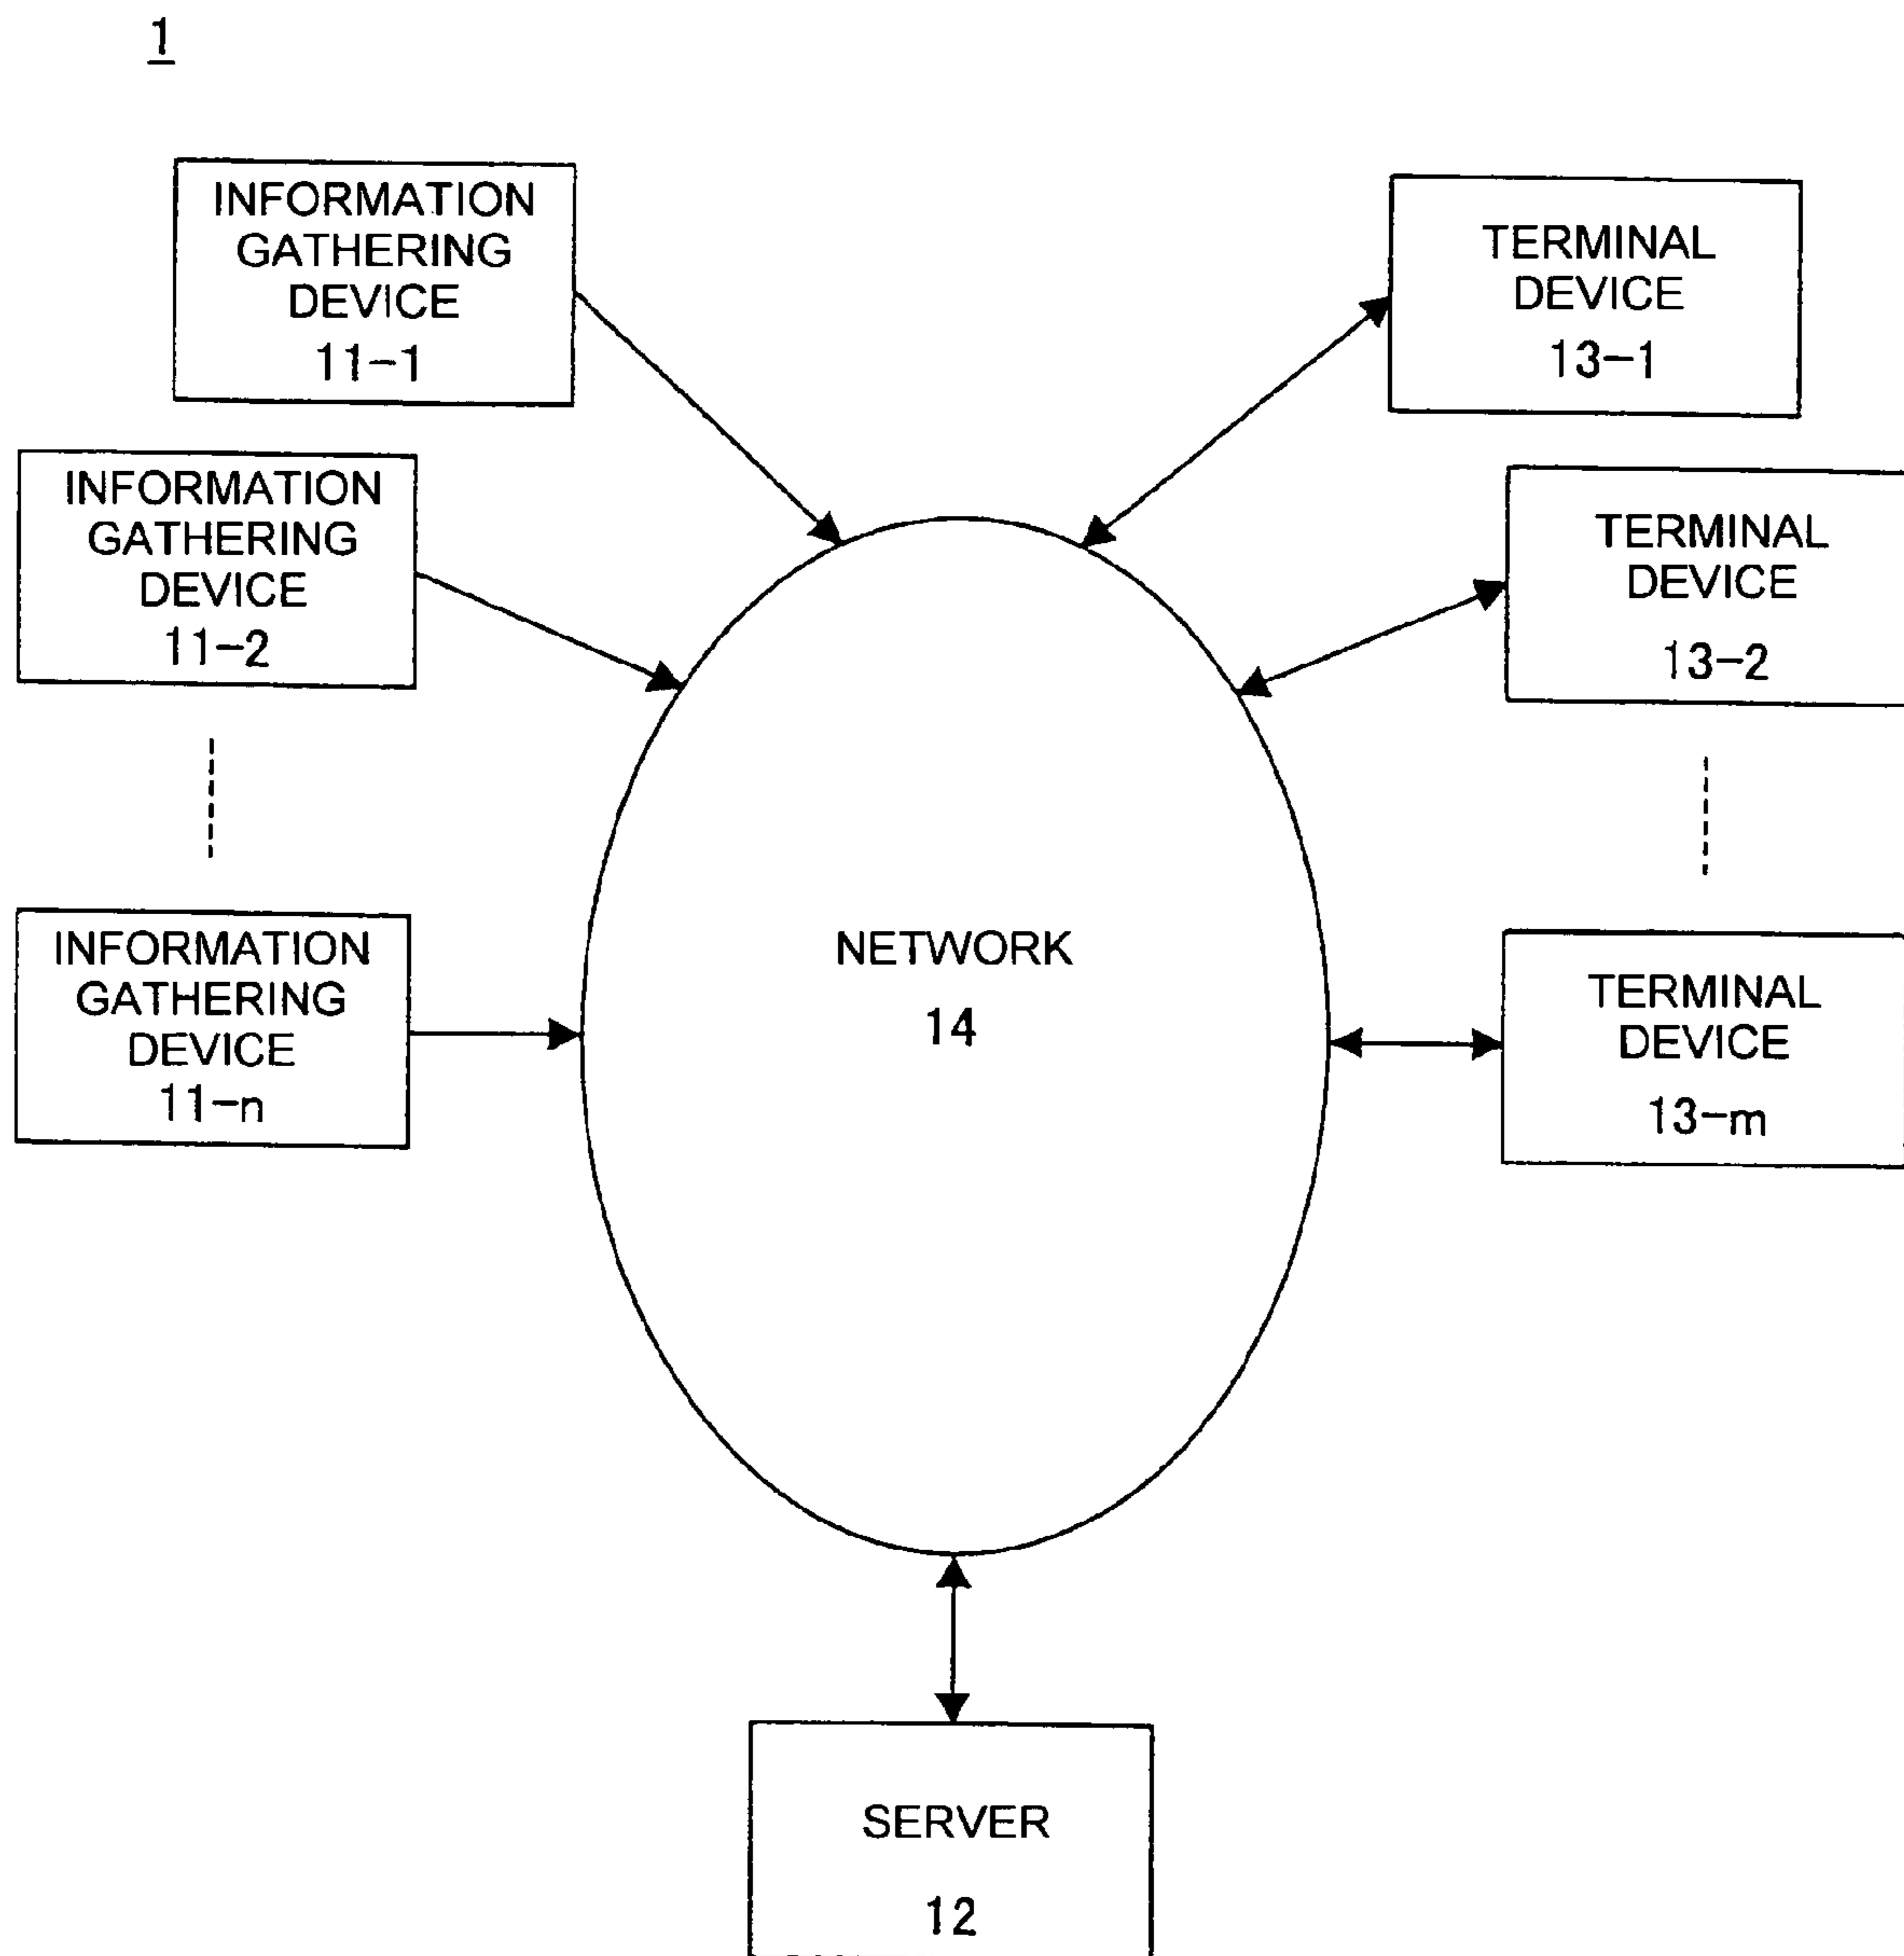 1
INFORMATION
GATHERING
DEVICE
11-1
TERMINAL
DEVICE
13-1
INFORMATION
GATHERING
DEVICE
11-2
TERMINAL
DEVICE
13-2
INFORMATION
GATHERING
DEVICE
11-n
NETWORK
14
TERMINAL
DEVICE
13-m
SERVER
12